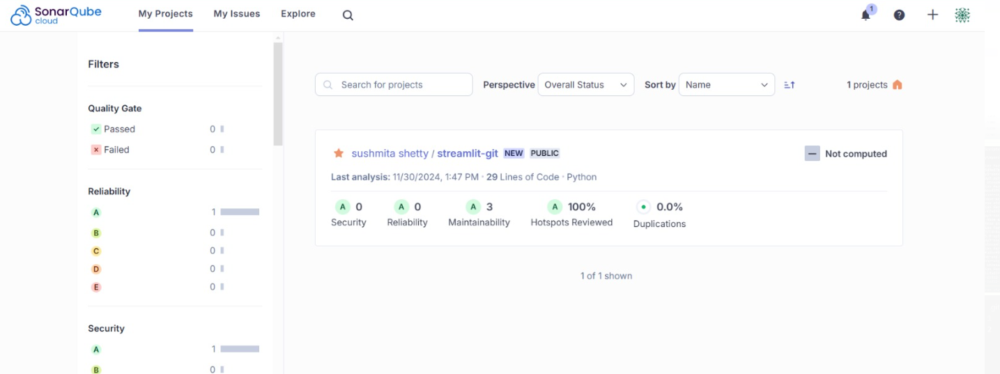 SonarQube cloud My Projects My Issues Explore 1 ?
Filters
Quality Gate
Passed 0
Failed 0
Reliability
A 1
B 0
C 0
D 0
E 0
Security
A 1
B 0
Search for projects Perspective Overall Status Sort by Name 1 projects
sushmita shetty / streamlit-git NEW PUBLIC Not computed
Last analysis: 11/30/2024, 1:47 PM · 29 Lines of Code · Python
A 0 A 0 A 3 A 100% 0.0%
Security Reliability Maintainability Hotspots Reviewed Duplications
1 of 1 shown